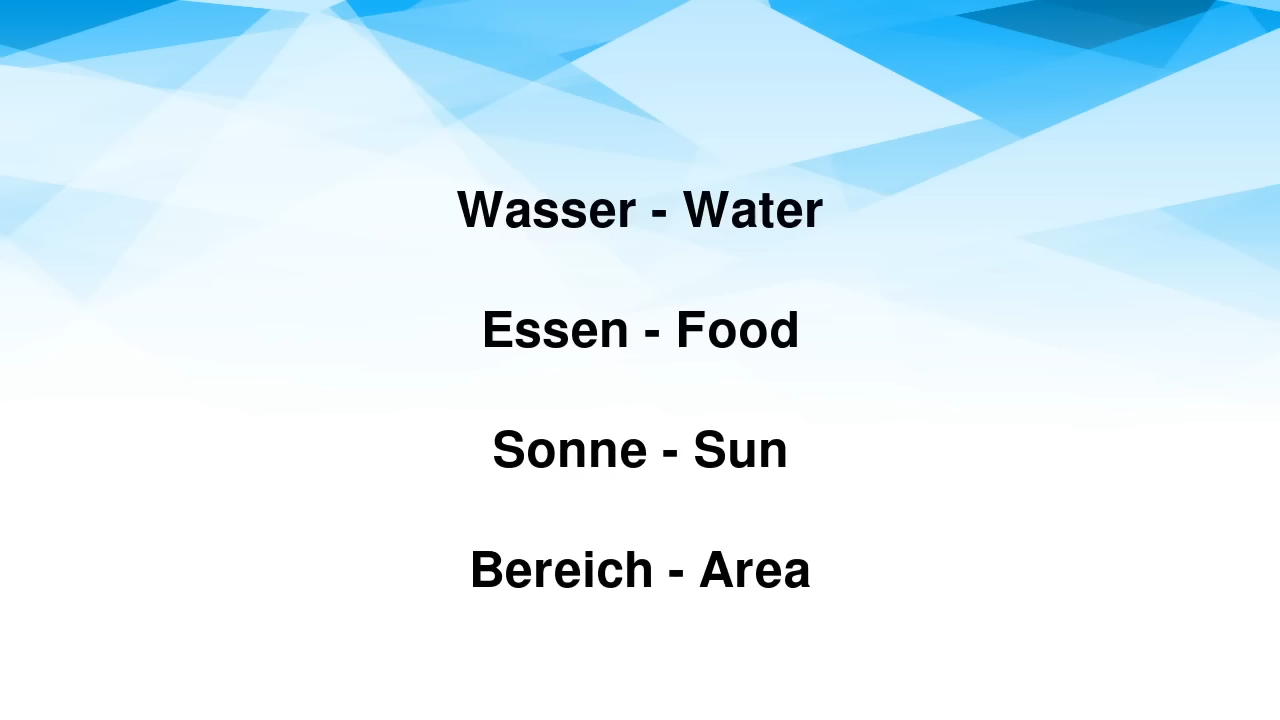 Wasser - Water
Essen - Food
Sonne - Sun
Bereich - Area